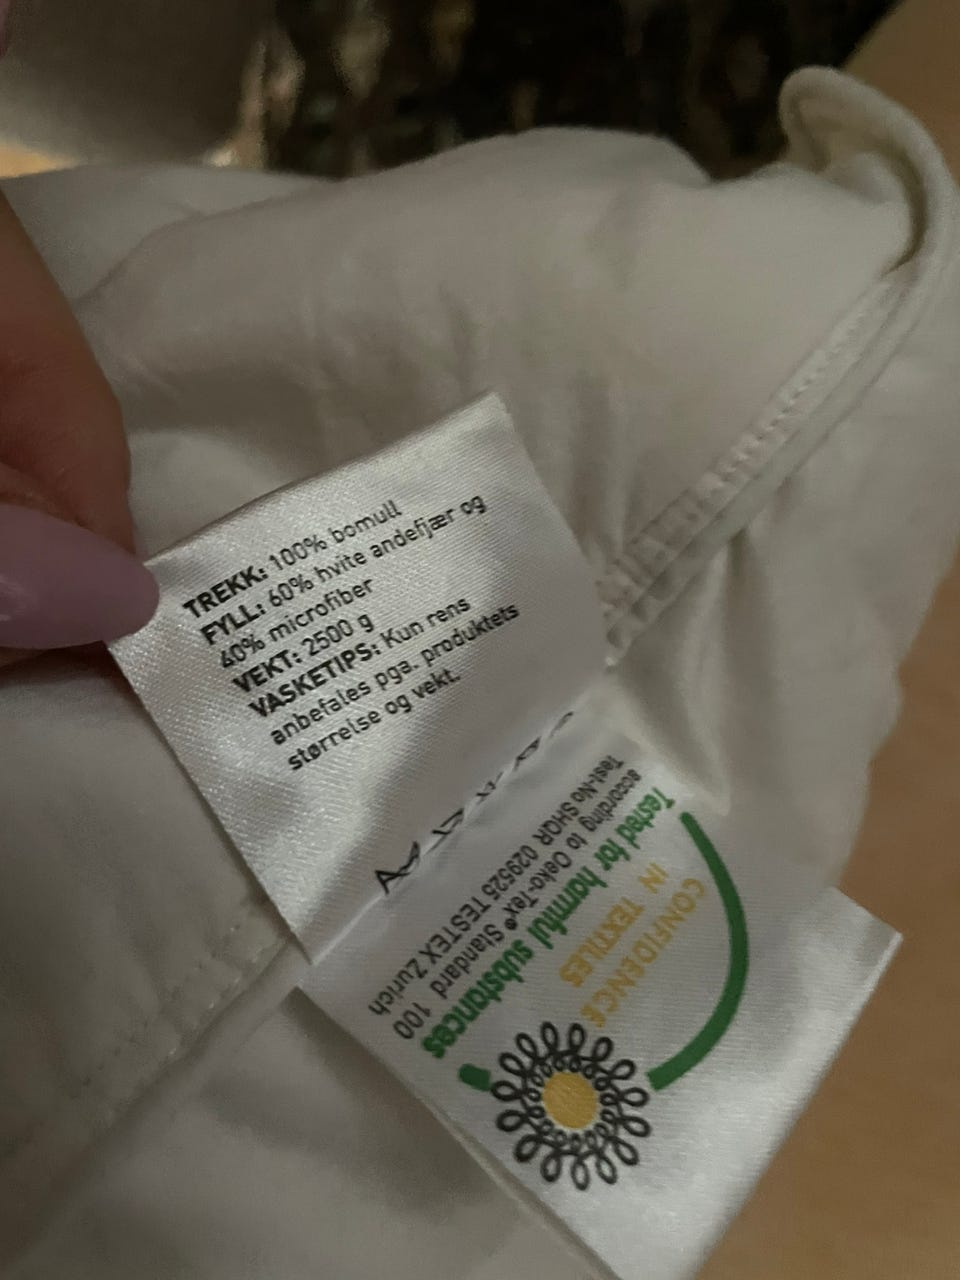 TREKK: 100% bomull
FYLL: 60% hvite andefjær og
40% microfiber
VEKT: 2500 g
VASKETIPS: Kun rens
anbefales pga. produktets
størrelse og vekt.
CONFIDENCE
IN TEXTILES
Tested for harmful substances
according to Oeko-Tex® Standard 100
Test-No SHQR 029525 TESTEX Zurich